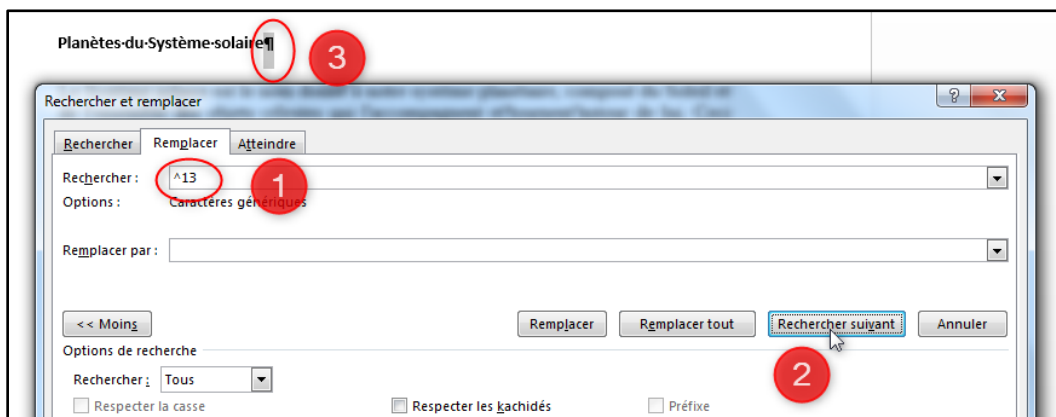 Planètes·du·Système·solaire¶
3
Rechercher et remplacer
Rechercher Remplacer Atteindre
Rechercher : ^13
1
Options : Caractères génériques
Remplacer par :
<< Moins Remplacer Remplacer tout Rechercher suivant Annuler
2
Options de recherche
Rechercher : Tous
Respecter la casse Respecter les kachidés Préfixe